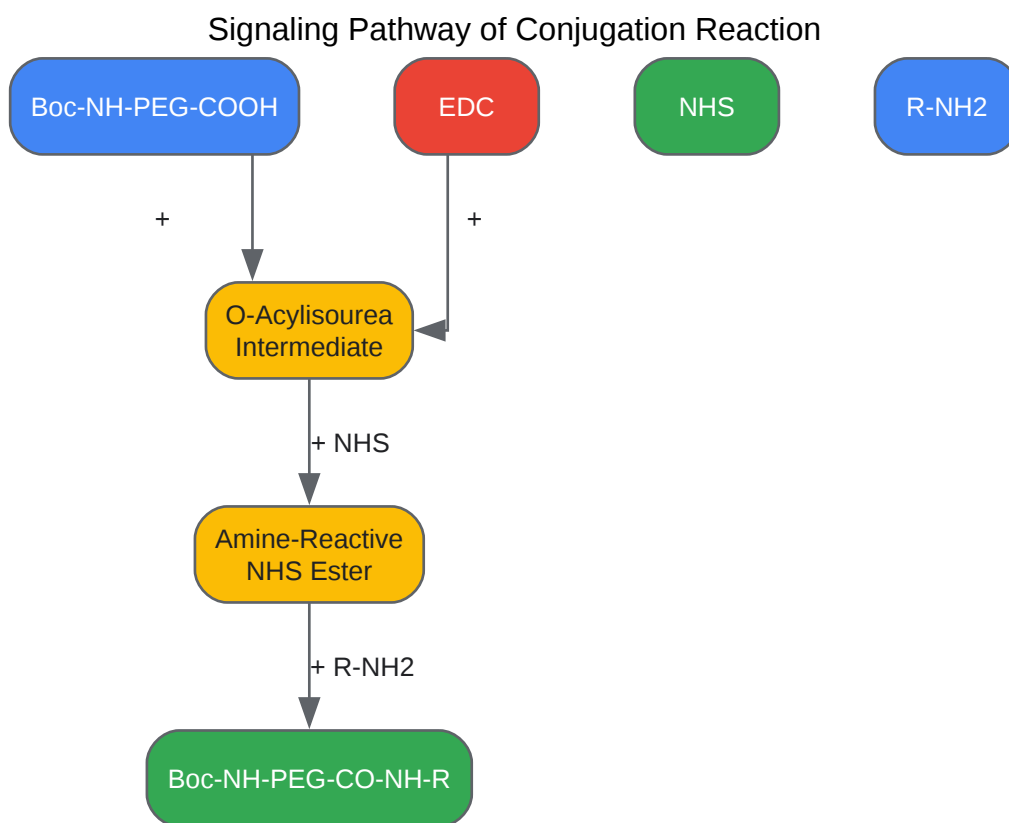 Signaling Pathway of Conjugation Reaction
Boc-NH-PEG-COOH
EDC
NHS
R-NH2
+
+
O-Acylisourea
Intermediate
+ NHS
Amine-Reactive
NHS Ester
+ R-NH2
Boc-NH-PEG-CO-NH-R